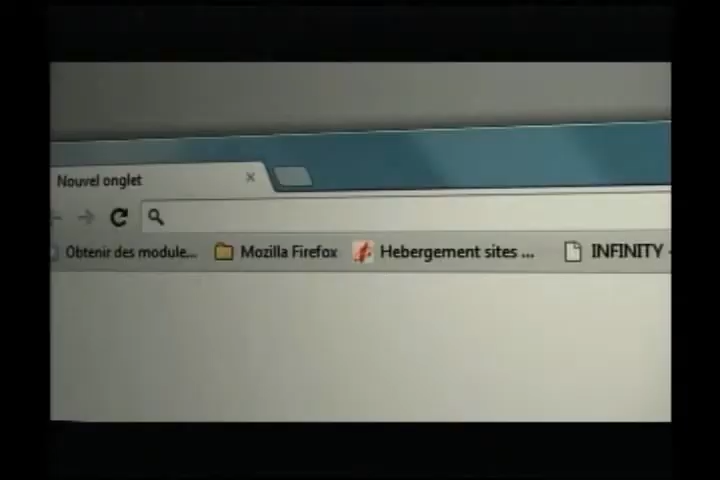 Nouvel onglet
Obtenir des module... Mozilla Firefox Hebergement sites ... INFINITY -